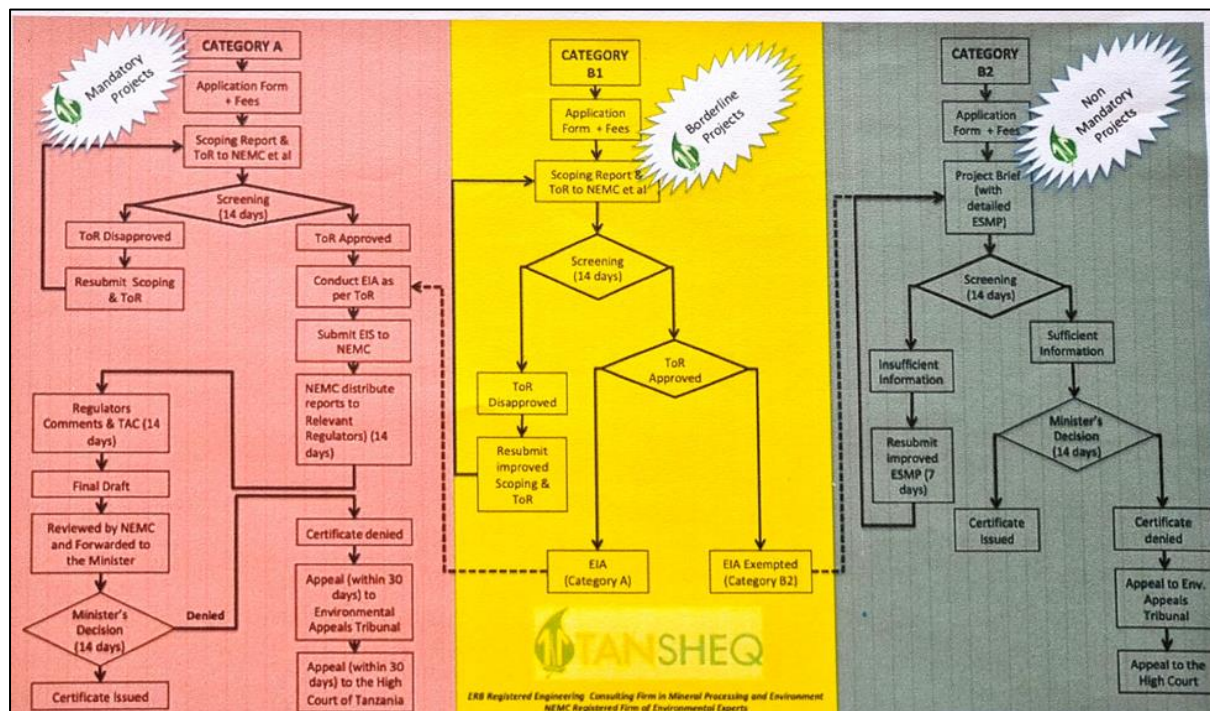 CATEGORY A
Mandatory
Projects
Application Form
+ Fees
Scoping Report &
ToR to NEMC et al
Screening
(14 days)
ToR Disapproved
ToR Approved
Resubmit Scoping
& ToR
Conduct EIA as
per ToR
Submit EIS to
NEMC
NEMC distribute
reports to
Relevant
Regulators) (14
days)
Regulators
Comments & TAC (14
days)
Final Draft
Reviewed by NEMC
and Forwarded to
the Minister
Minister's
Decision
(14 days)
Denied
Certificate Issued
Certificate denied
Appeal (within 30
days) to
Environmental
Appeals Tribunal
Appeal (within 30
days) to the High
Court of Tanzania
CATEGORY
B1
Borderline
Projects
Application
Form + Fees
Scoping Report &
ToR to NEMC et al
Screening
(14 days)
ToR
Approved
ToR
Disapproved
Resubmit
improved
Scoping &
ToR
EIA
(Category A)
EIA Exempted
(Category B2)
TANSHEQ
ERB Registered Engineering Consulting Firm in Mineral Processing and Environment
NEMC Registered Firm of Environmental Experts
CATEGORY
B2
Non
Mandatory
Projects
Application
Form + Fees
Project Brief
(with
detailed
ESMP)
Screening
(14 days)
Sufficient
Information
Insufficient
Information
Resubmit
improved
ESMP (7
days)
Minister's
Decision
(14 days)
Certificate
Issued
Certificate
denied
Appeal to Env.
Appeals
Tribunal
Appeal to the
High Court